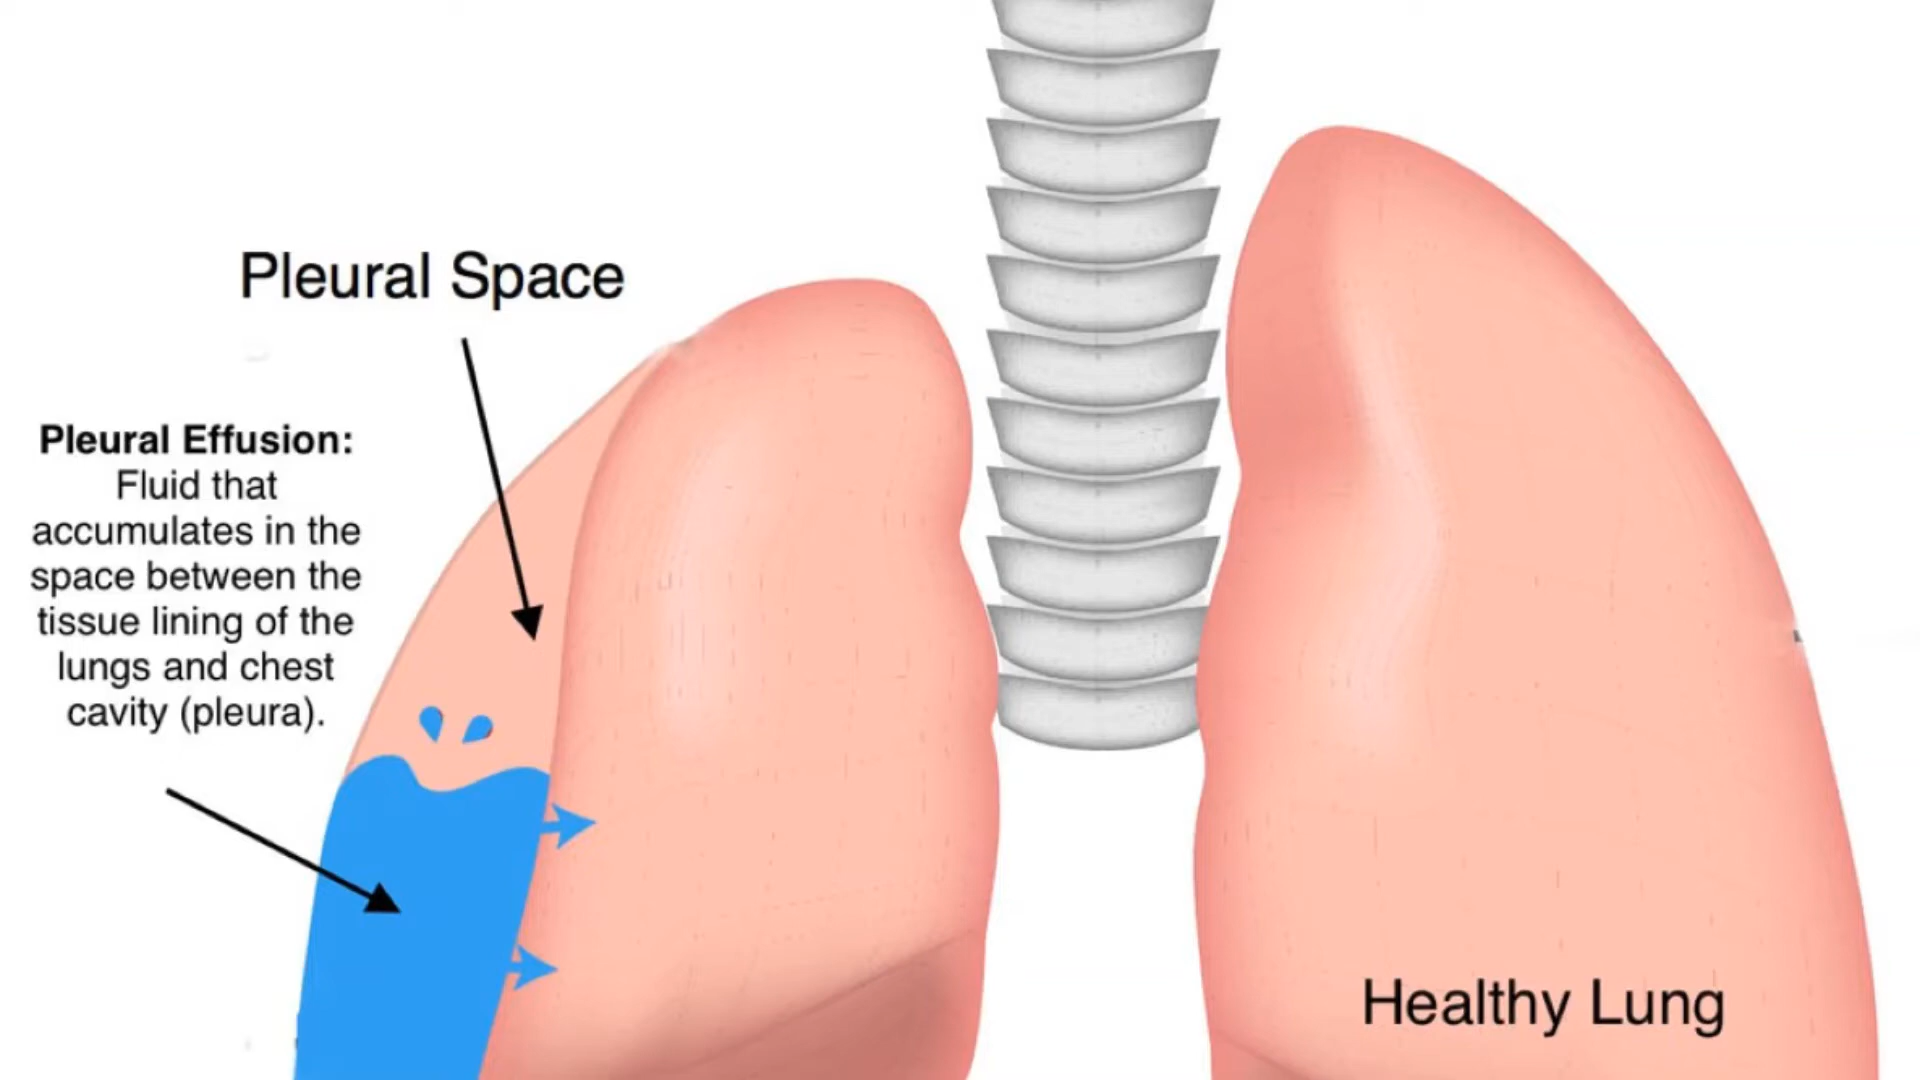 Pleural Space
Pleural Effusion:
Fluid that
accumulates in the
space between the
tissue lining of the
lungs and chest
cavity (pleura).
Healthy Lung